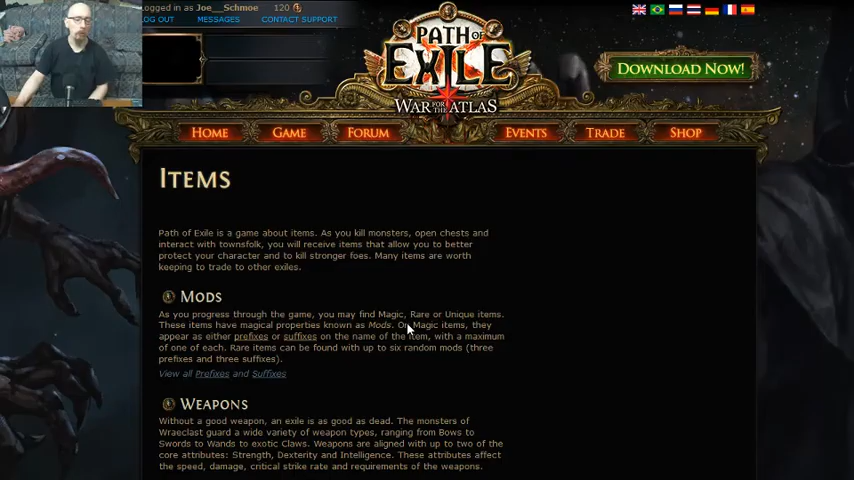 Logged in as Joe__Schmoe 120
LOG OUT MESSAGES CONTACT SUPPORT
PATH OF
EXILE
WAR FOR THE ATLAS
DOWNLOAD NOW!
HOME GAME FORUM EVENTS TRADE SHOP
ITEMS
Path of Exile is a game about items. As you kill monsters, open chests and
interact with townsfolk, you will receive items that allow you to better
protect your character and to kill stronger foes. Many items are worth
keeping to trade to other exiles.
MODS
As you progress through the game, you may find Magic, Rare or Unique items.
These items have magical properties known as Mods. On Magic items, they
appear as either prefixes or suffixes on the name of the item, with a maximum
of one of each. Rare items can be found with up to six random mods (three
prefixes and three suffixes).
View all Prefixes and Suffixes
WEAPONS
Without a good weapon, an exile is as good as dead. The monsters of
Wraeclast guard a wide variety of weapon types, ranging from Bows to
Swords to Wands to exotic Claws. Weapons are aligned with up to two of the
core attributes: Strength, Dexterity and Intelligence. These attributes affect
the speed, damage, critical strike rate and requirements of the weapons.